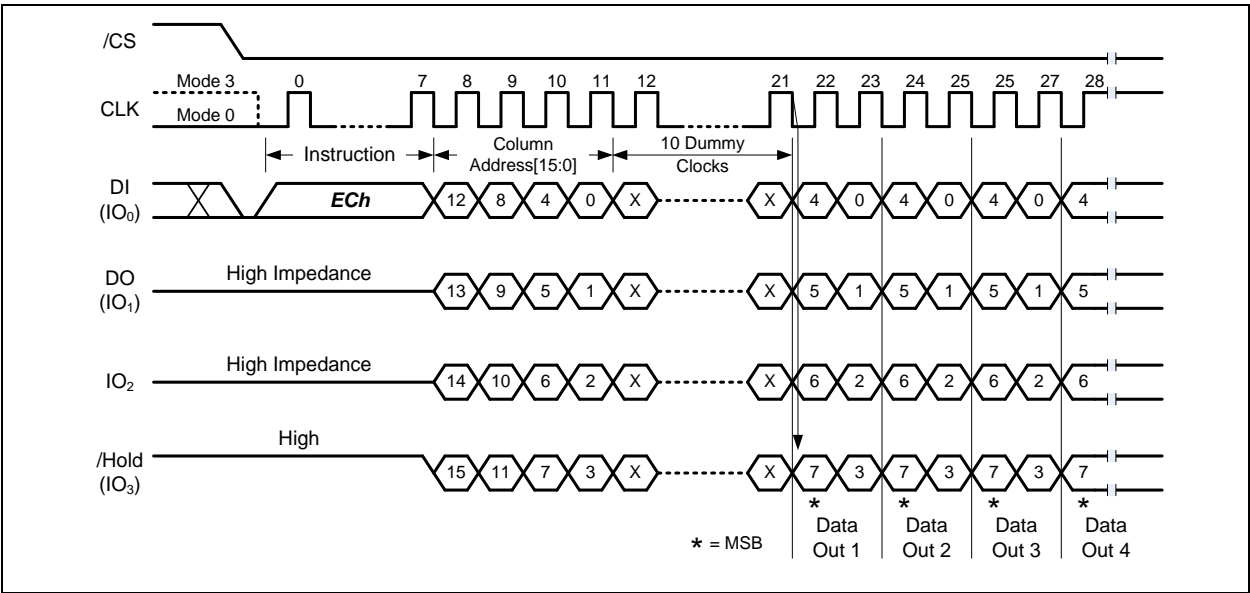 /CS
Mode 3 0 7 8 9 10 11 12 21 22 23 24 25 25 27 28
CLK
Mode 0
Instruction Column Address[15:0] 10 Dummy Clocks
DI
(IO0) ECh 12 8 4 0 X X 4 0 4 0 4 0 4
High Impedance
DO
(IO1) 13 9 5 1 X X 5 1 5 1 5 1 5
High Impedance
IO2 14 10 6 2 X X 6 2 6 2 6 2 6
High
/Hold
(IO3) 15 11 7 3 X X 7 3 7 3 7 3 7
* * * *
* = MSB
Data Out 1
Data Out 2
Data Out 3
Data Out 4